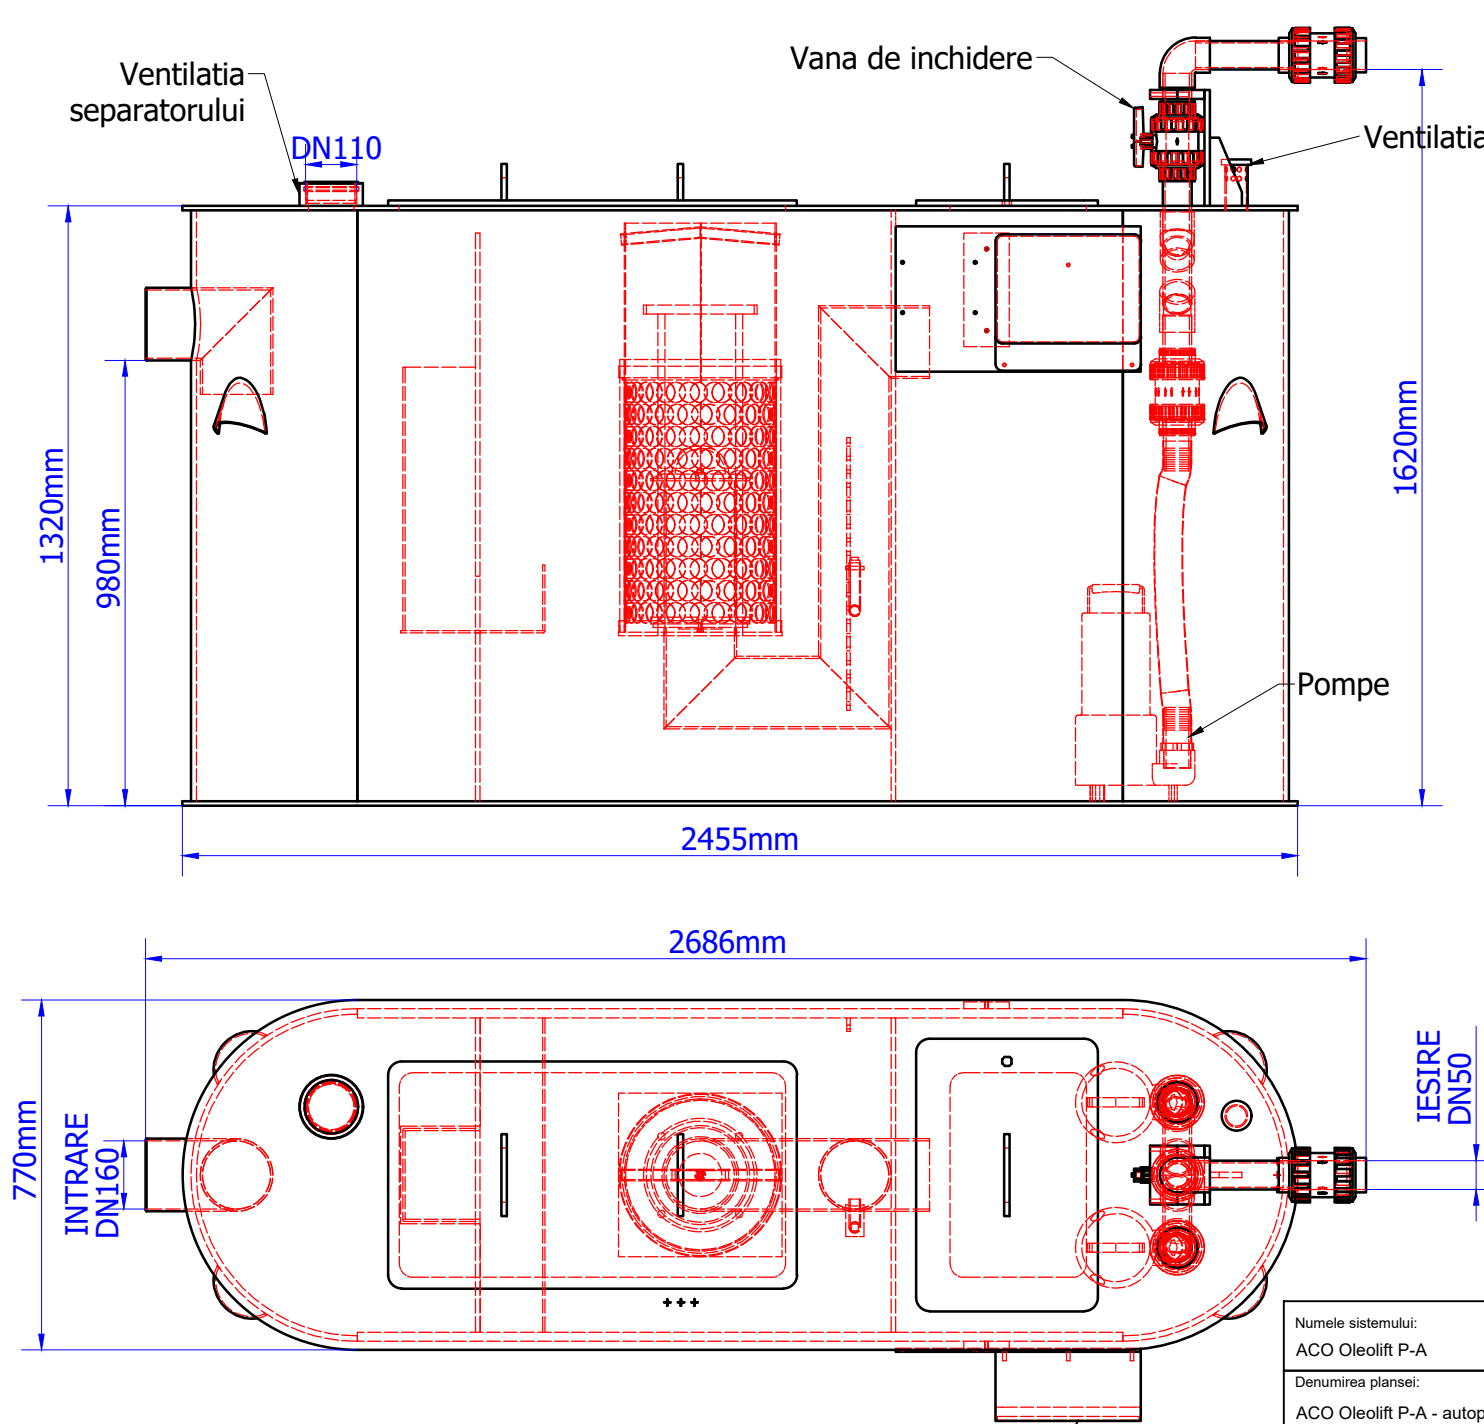 Vana de inchidere
Ventilatia
separatorului
DN110
Ventilatia
1320mm
980mm
1620mm
Pompe
2455mm
2686mm
770mm
INTRARE
DN160
IESIRE
DN50
Numele sistemului:
ACO Oleolift P-A
Denumirea plansei:
ACO Oleolift P-A - autop